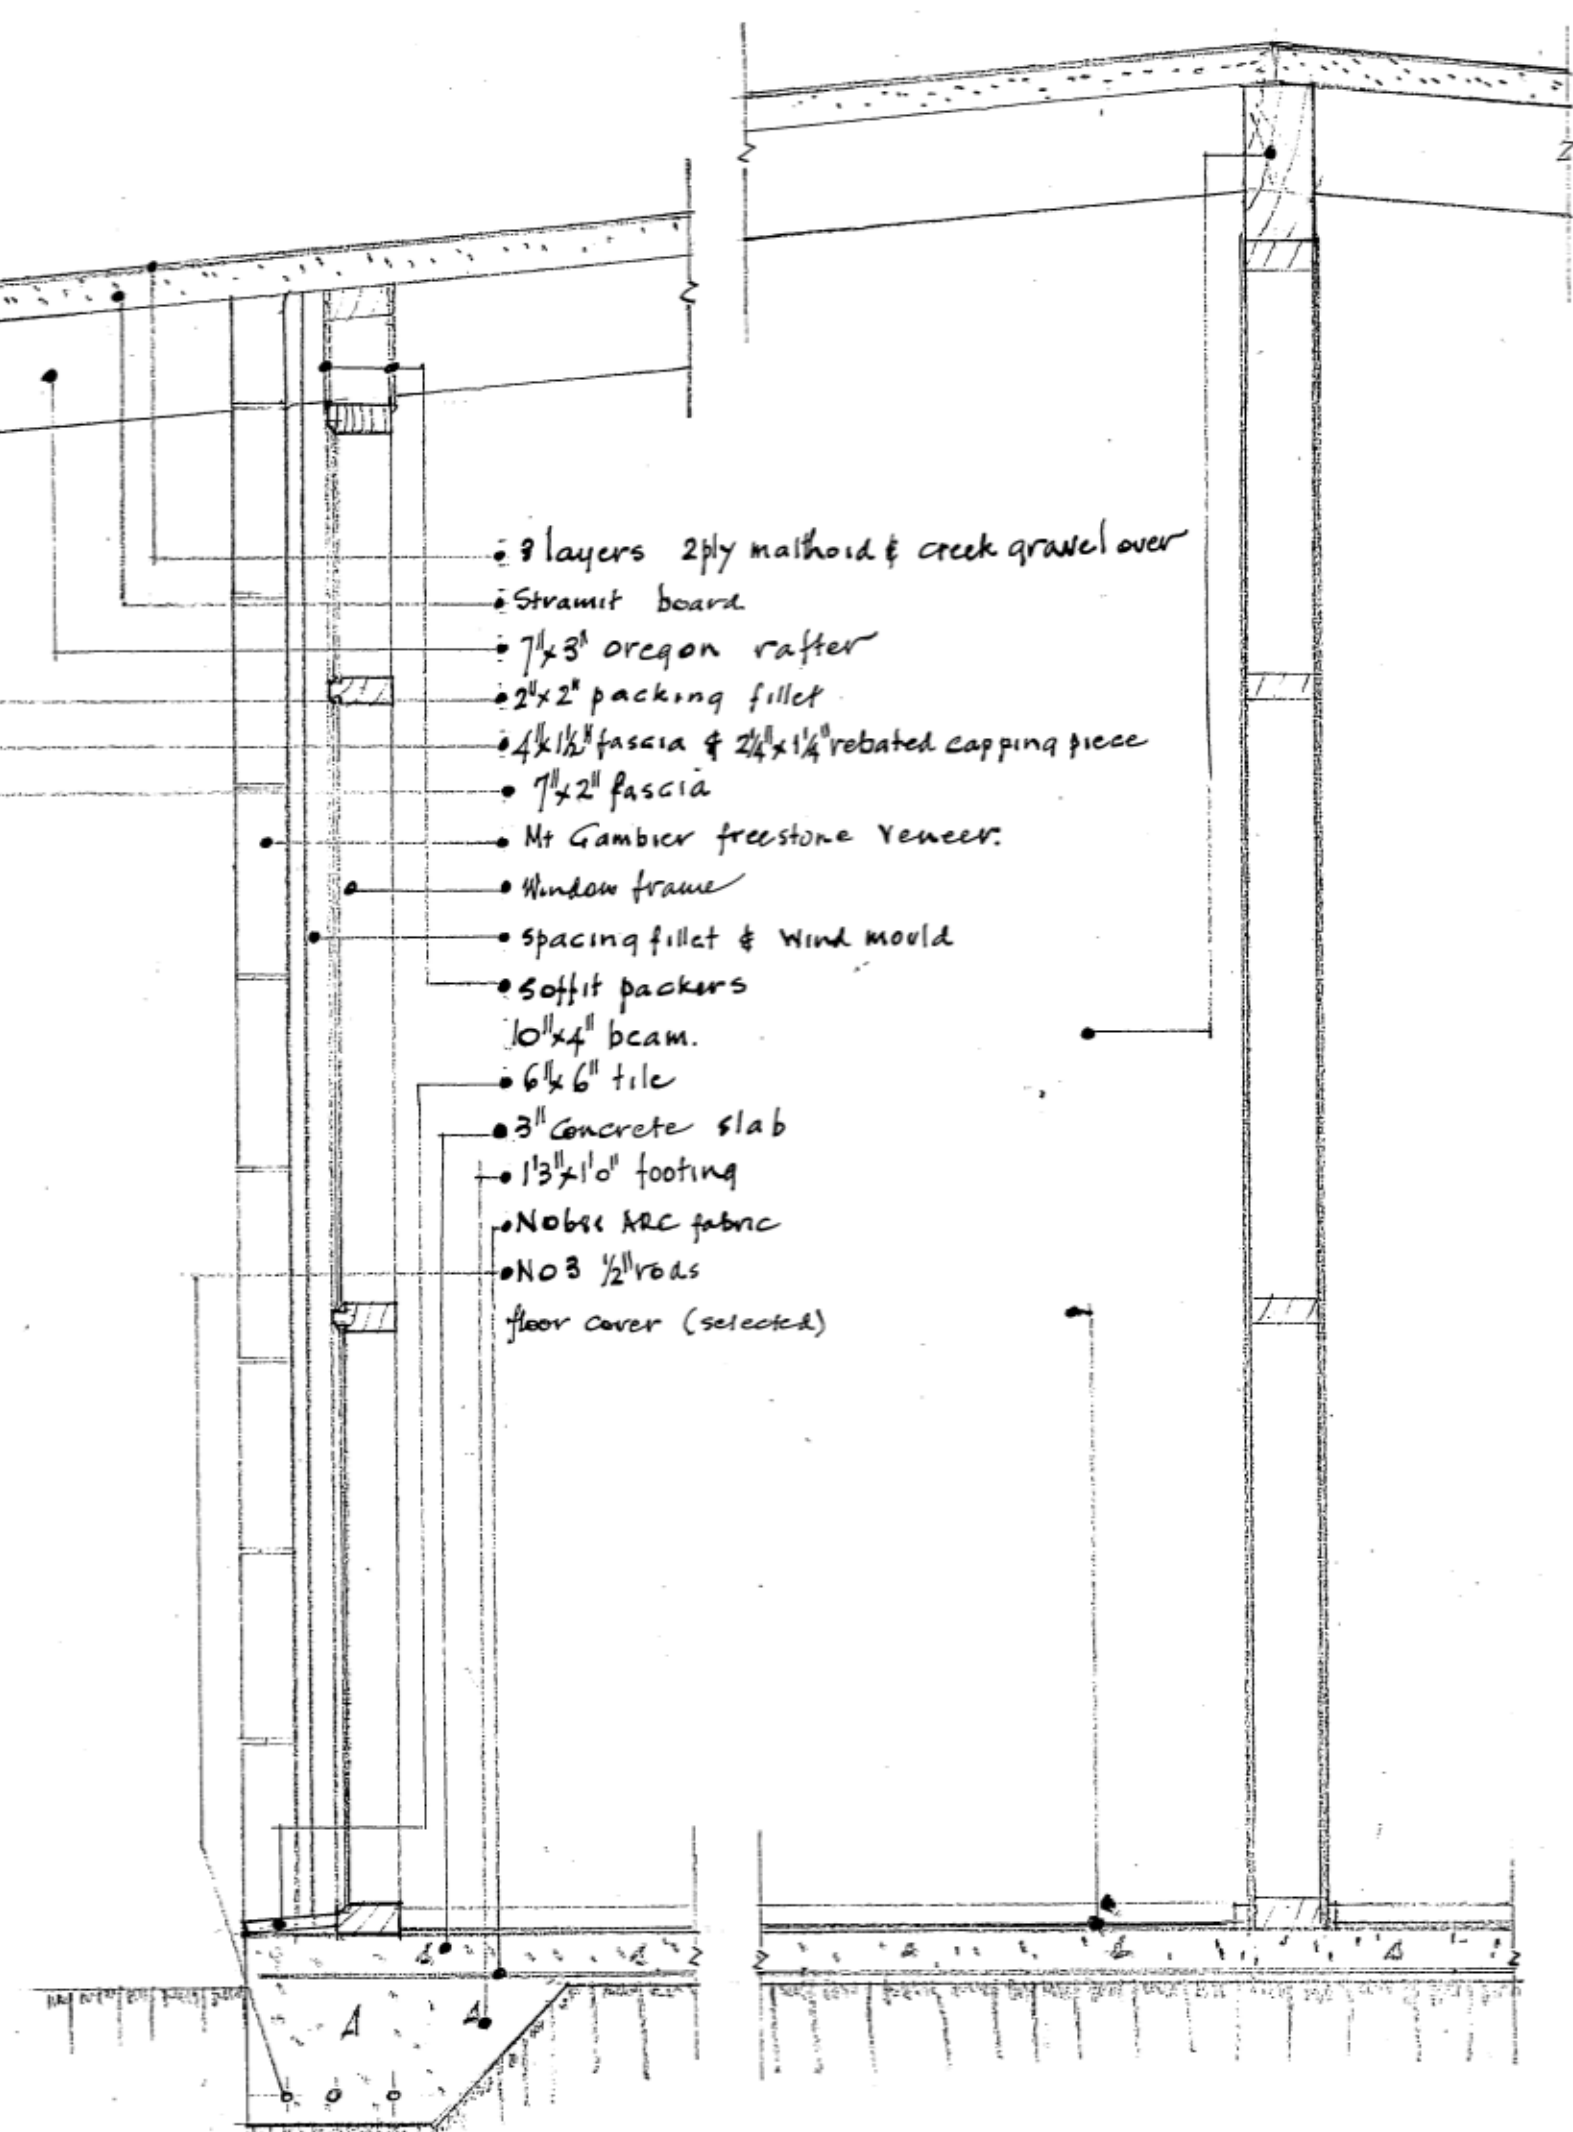 3 layers 2ply malthoid & creek gravel over
Stramit board
7"x3" oregon rafter
2"x2" packing fillet
4"x1½" fascia & 2¼"x1¼" rebated capping piece
7"x2" fascia
Mt Gambier freestone veneer.
Window frame
spacing fillet & wind mould
soffit packers
10"x4" beam.
6"x6" tile
3" Concrete slab
1'3"x1'0" footing
ARC fabric
No 3 ½" rods
floor cover (selected)